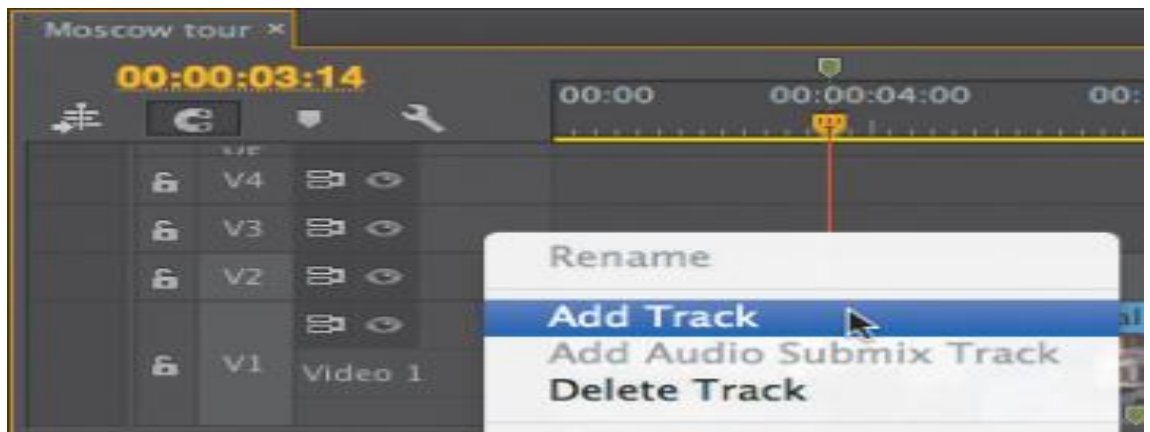 Moscow tour ×
00:00:03:14
00:00 00:00:04:00 00:
V4
V3
V2
V1
Video 1
Rename
Add Track
Add Audio Submix Track
Delete Track